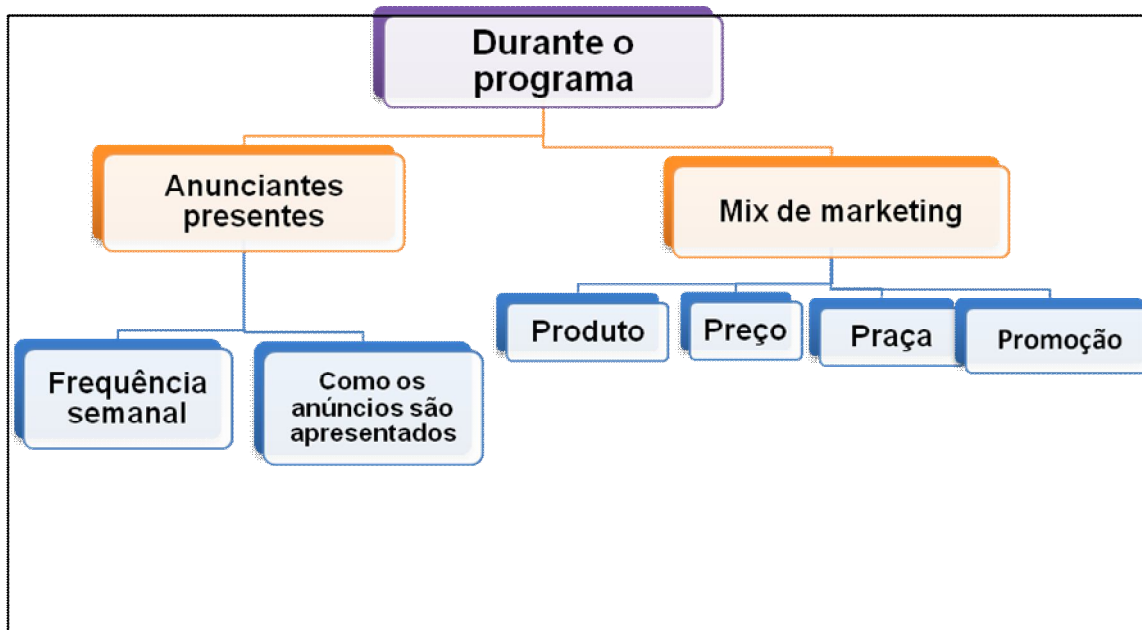 Durante o
programa
Anunciantes
presentes
Mix de marketing
Produto
Preço
Praça
Promoção
Frequência
semanal
Como os
anúncios são
apresentados